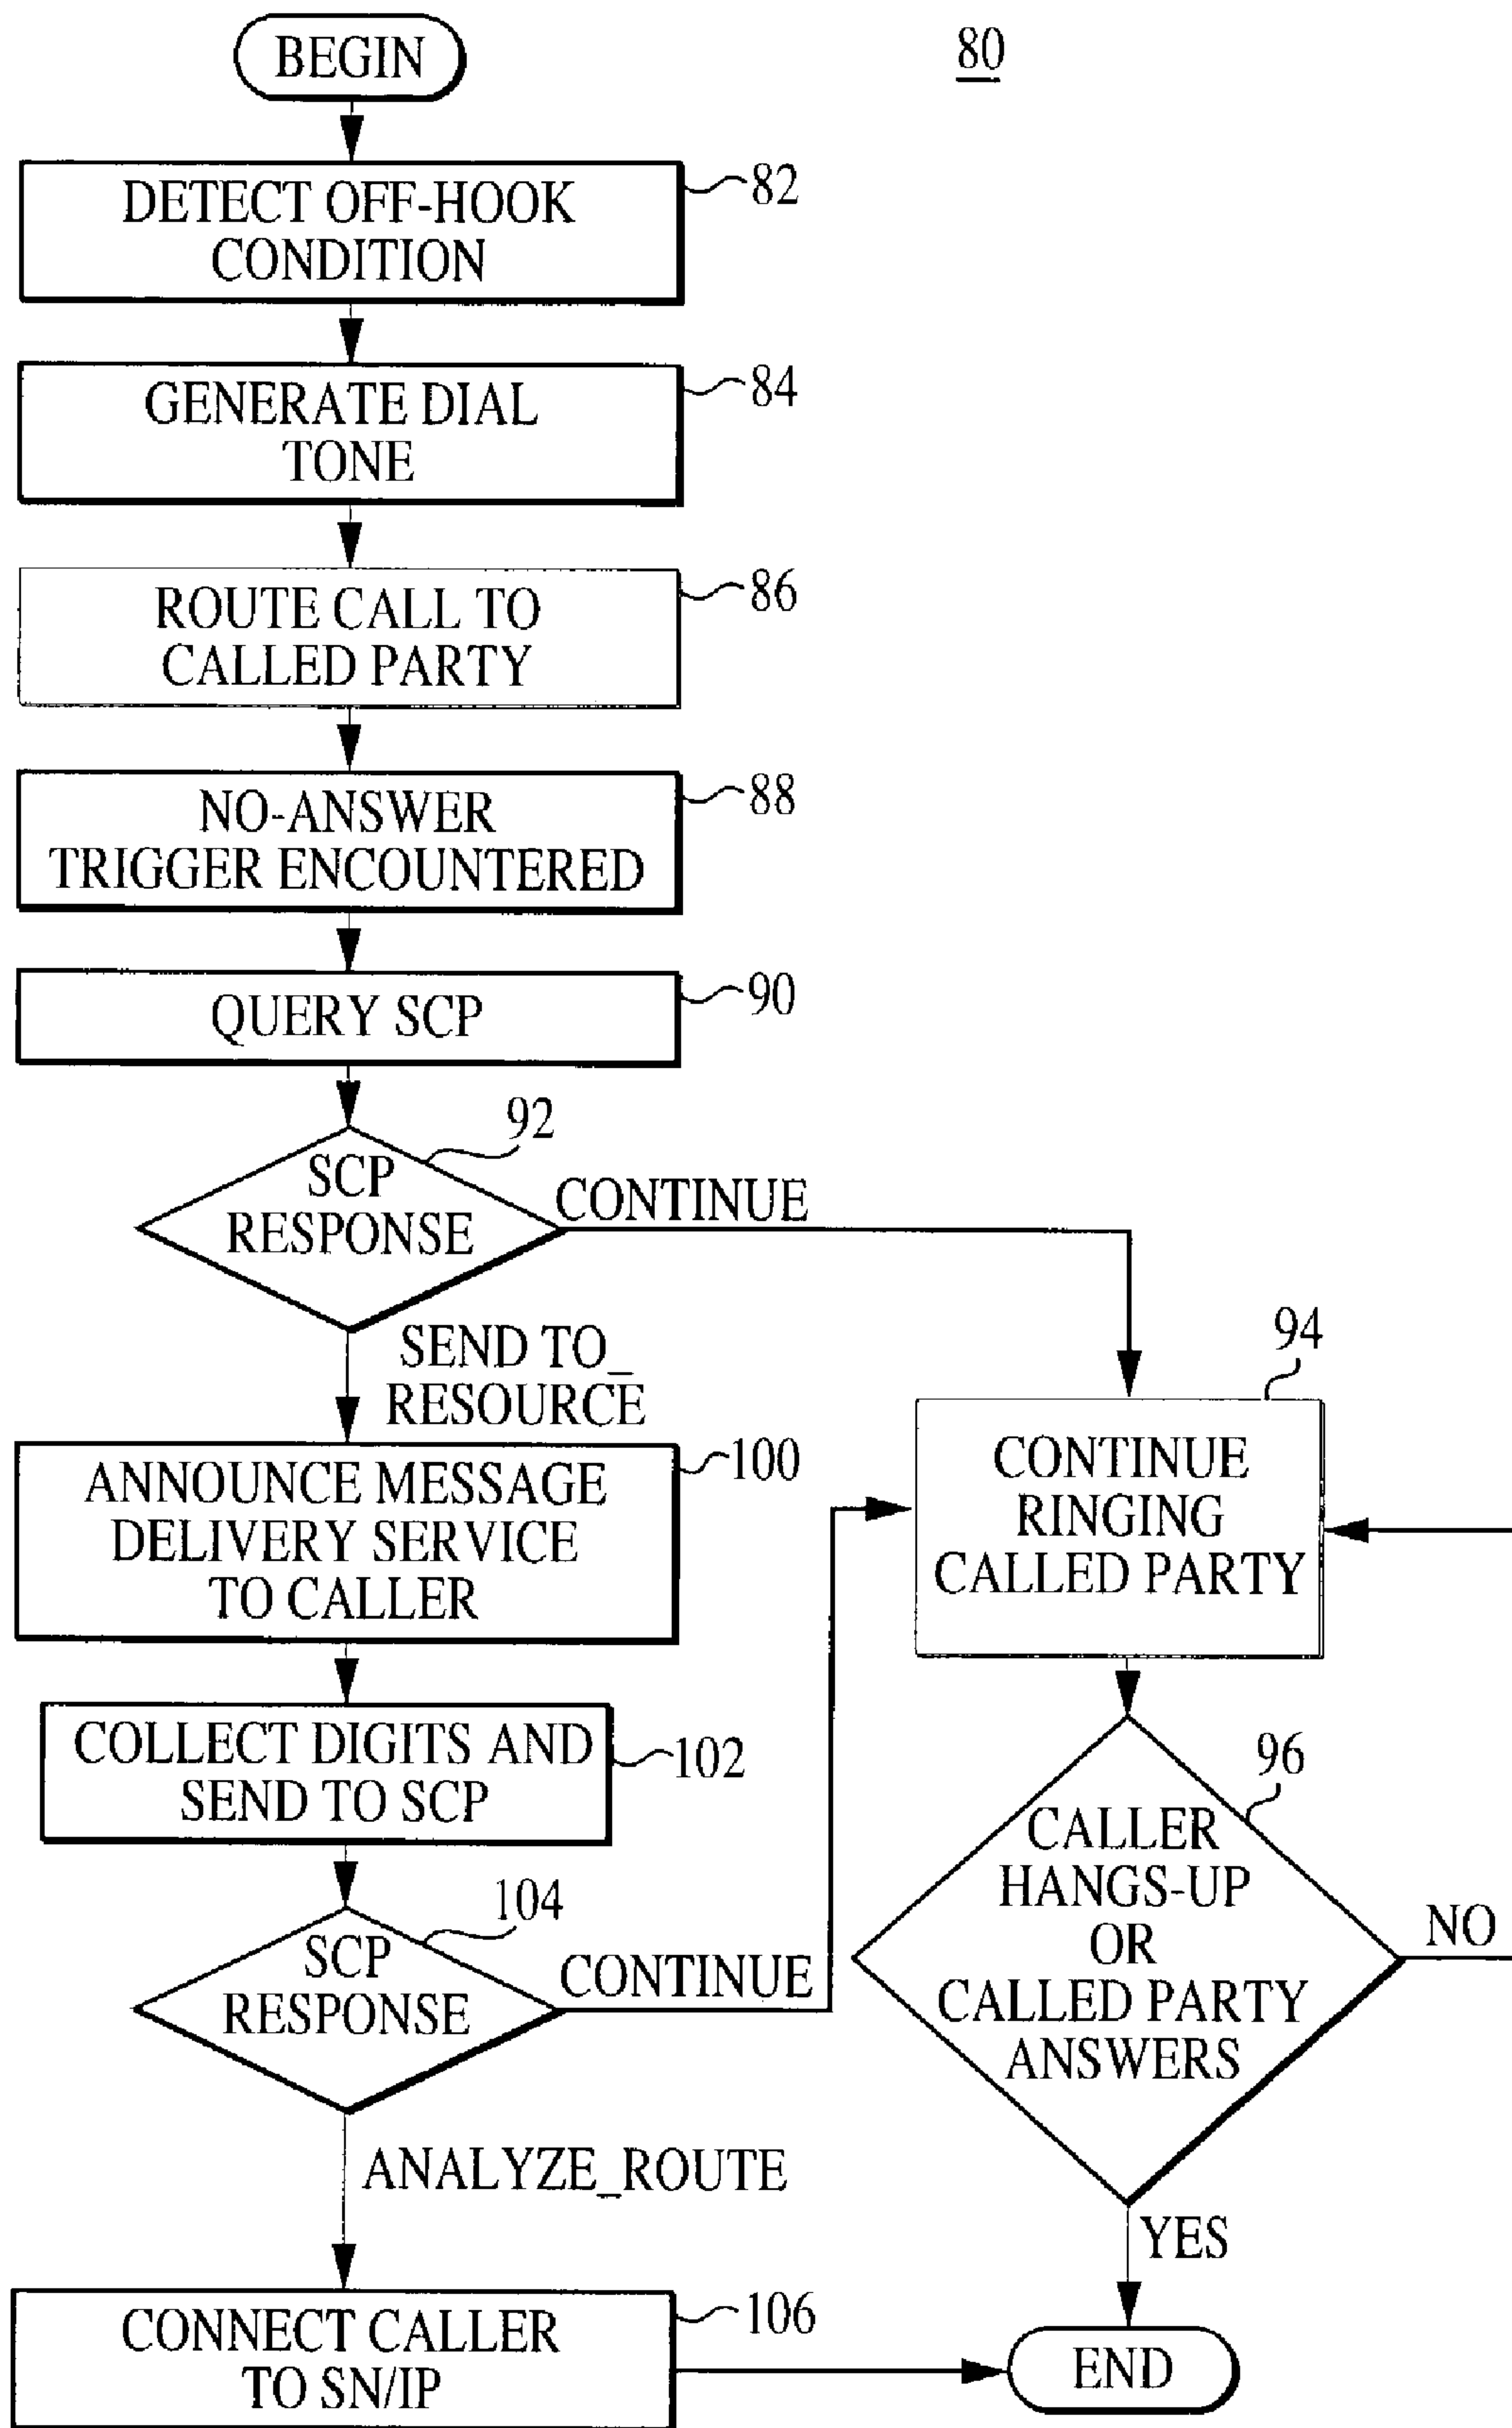 BEGIN
80
DETECT OFF-HOOK
CONDITION
82
GENERATE DIAL
TONE
84
ROUTE CALL TO
CALLED PARTY
86
NO-ANSWER
TRIGGER ENCOUNTERED
88
QUERY SCP
90
92
SCP
RESPONSE
CONTINUE
SEND TO_
RESOURCE
94
CONTINUE
RINGING
CALLED PARTY
ANNOUNCE MESSAGE
DELIVERY SERVICE
TO CALLER
100
COLLECT DIGITS AND
SEND TO SCP
102
96
CALLER
HANGS-UP
OR
CALLED PARTY
ANSWERS
NO
104
SCP
RESPONSE
CONTINUE
ANALYZE_ROUTE
YES
CONNECT CALLER
TO SN/IP
106
END